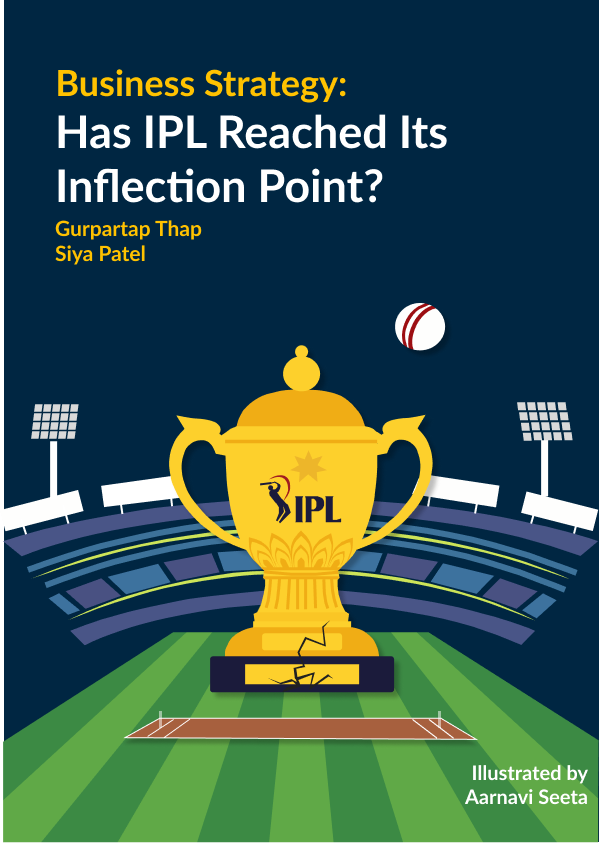 Business Strategy:
Has IPL Reached Its
Inflection Point?
Gurpartap Thap
Siya Patel
IPL
Illustrated by
Aarnavi Seeta